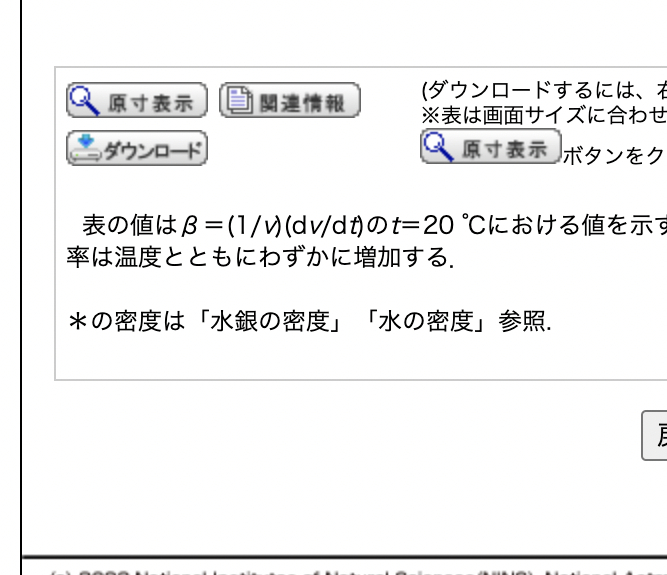 原寸表示 関連情報
ダウンロード
(ダウンロードするには、
※表は画面サイズに合わせ
原寸表示 ボタンをク
表の値はβ=(1/v)(dv/dt)のt=20 ℃における値を示す
率は温度とともにわずかに増加する.
＊の密度は「水銀の密度」「水の密度」参照.